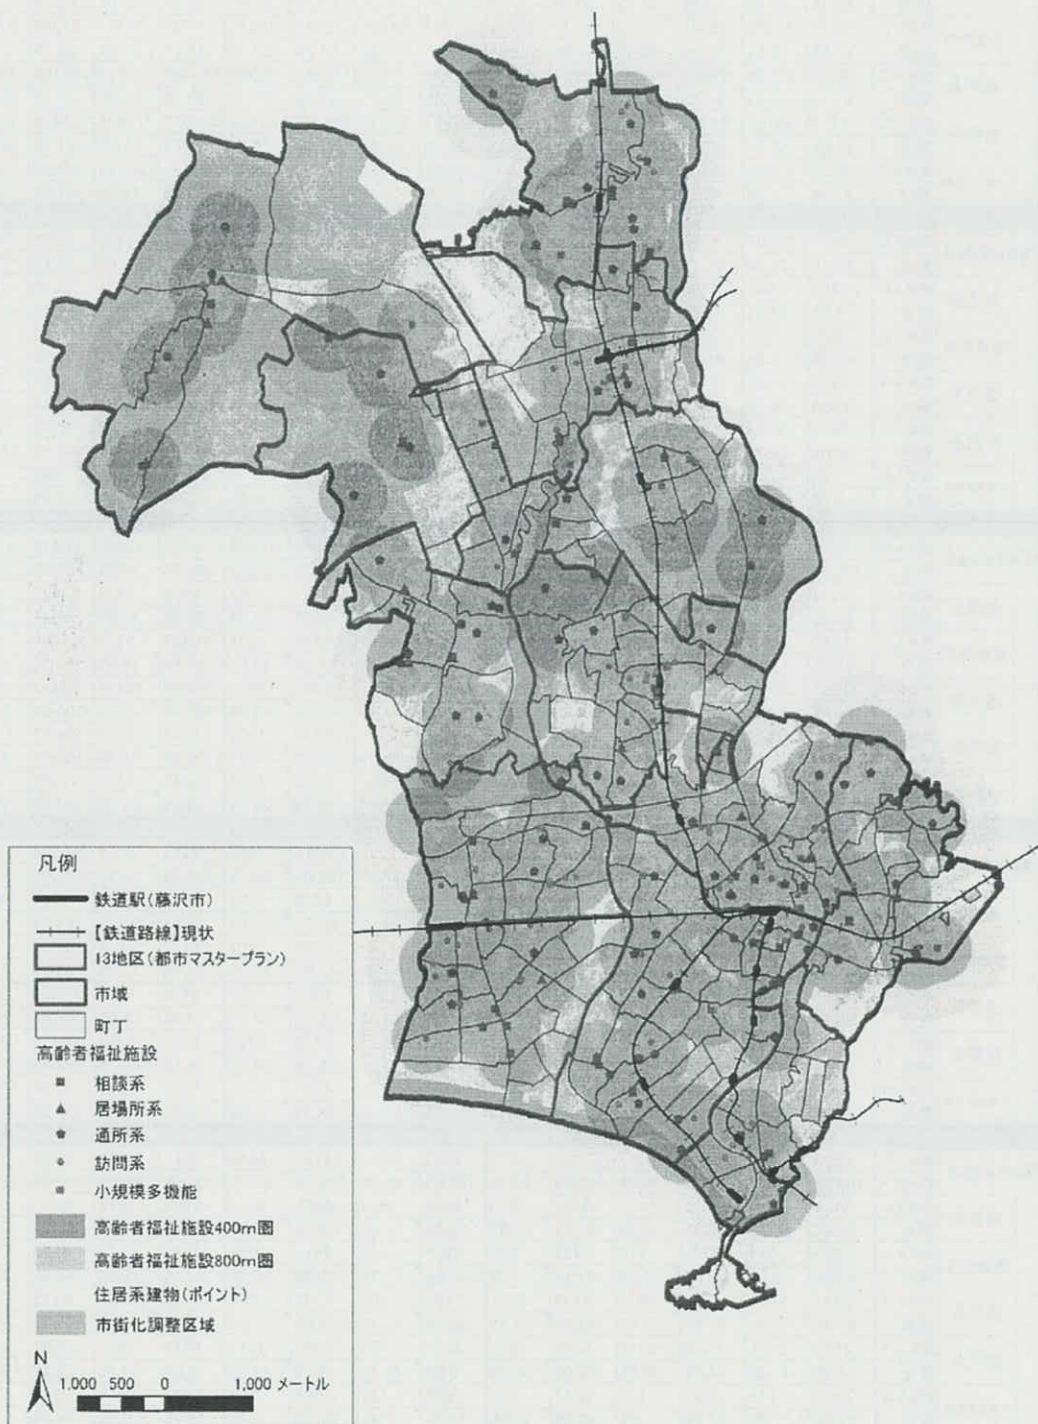 凡例
鉄道駅(藤沢市)
【鉄道路線】現状
13地区(都市マスタープラン)
市域
町丁
高齢者福祉施設
相談系
居場所系
通所系
訪問系
小規模多機能
高齢者福祉施設400m圏
高齢者福祉施設800m圏
住居系建物(ポイント)
市街化調整区域
N
1,000 500 0 1,000 メートル